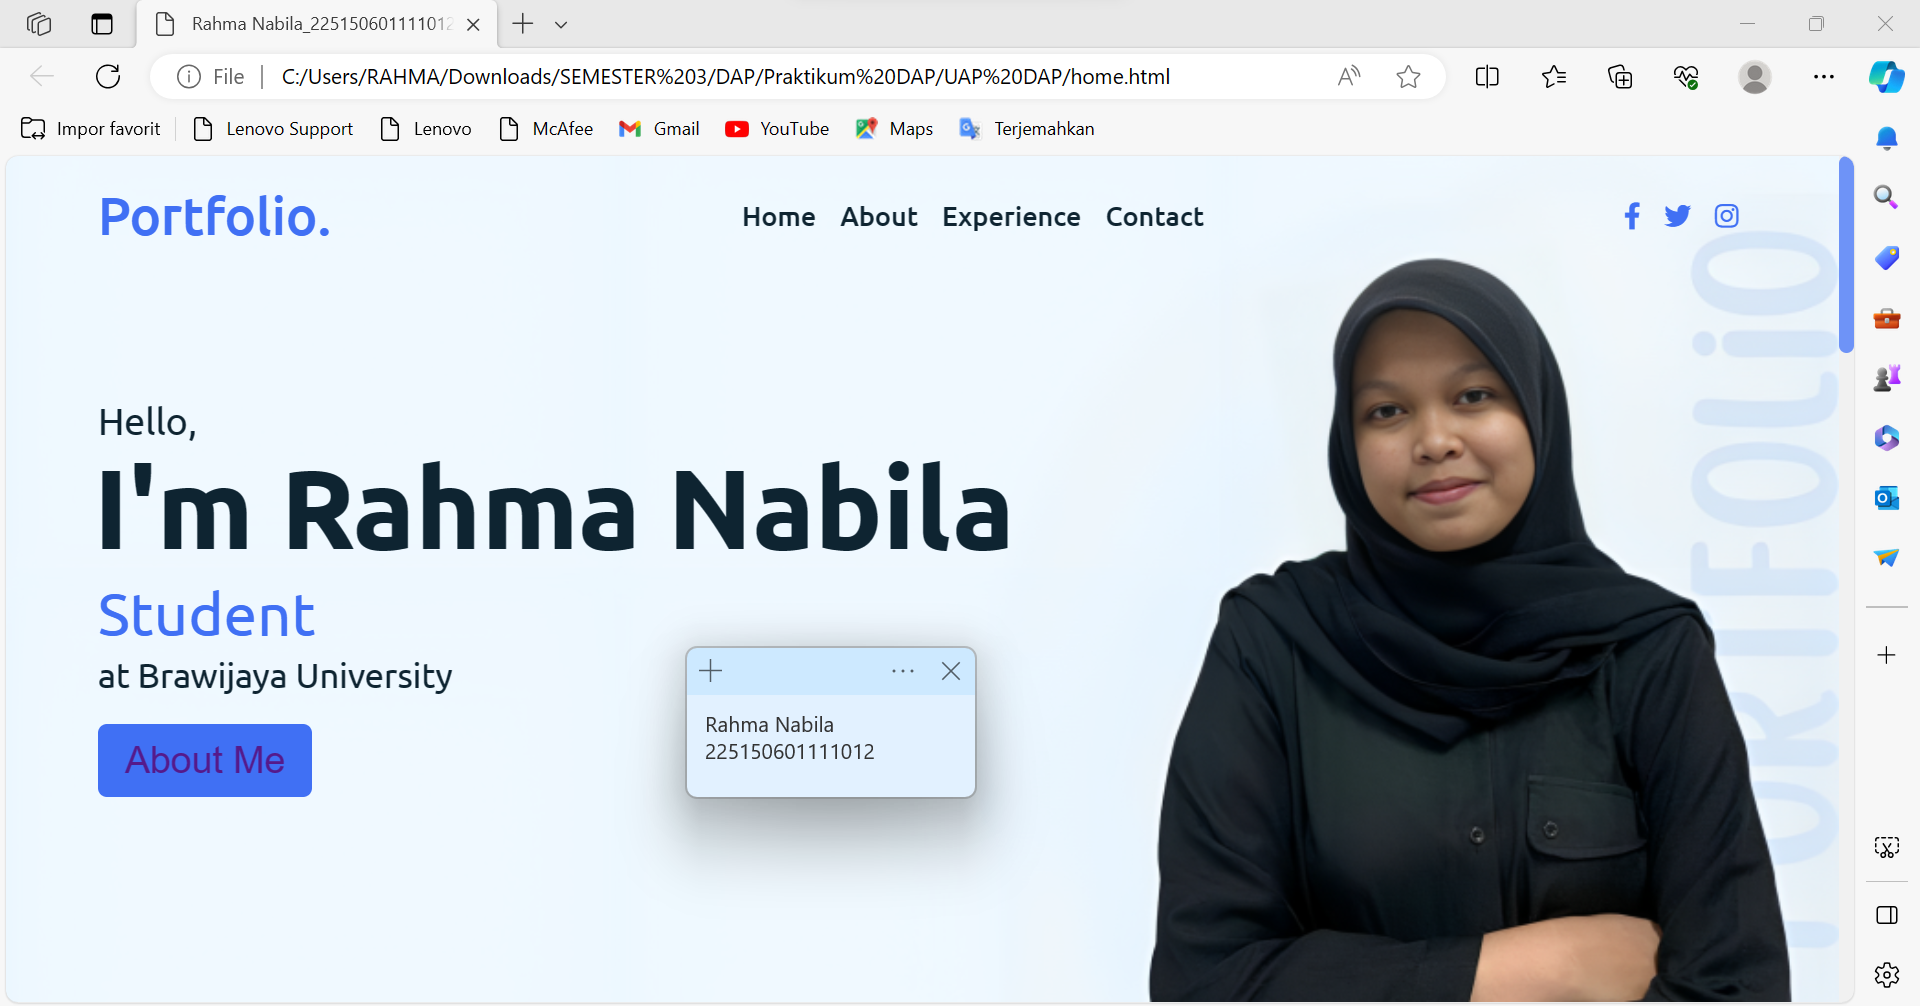 Rahma Nabila_225150601111012
File
C:/Users/RAHMA/Downloads/SEMESTER%203/DAP/Praktikum%20DAP/UAP%20DAP/home.html
Impor favorit
Lenovo Support
Lenovo
McAfee
Gmail
YouTube
Maps
Terjemahkan
Portfolio.
Home
About
Experience
Contact
Hello,
I'm Rahma Nabila
Student
at Brawijaya University
About Me
Rahma Nabila
225150601111012
PORTFOLiO